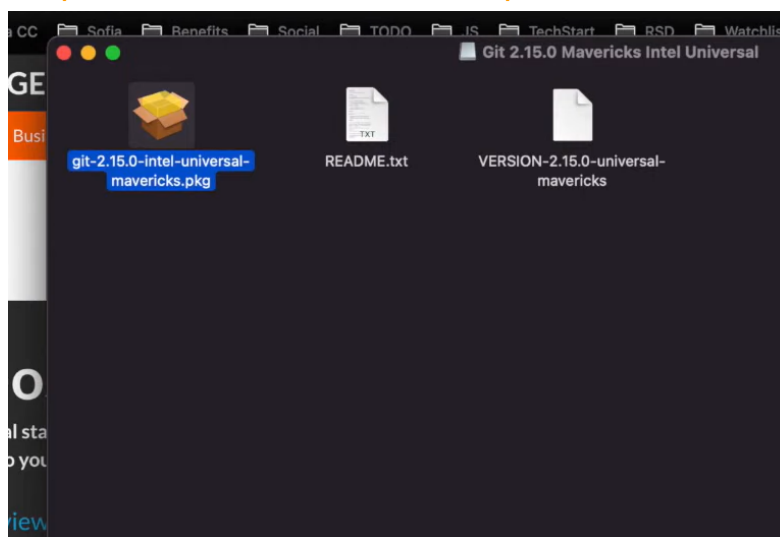 CC Sofia Benefits Social TODO JS TechStart RSD Watchlis
Git 2.15.0 Mavericks Intel Universal
GE
Busi
TXT
git-2.15.0-intel-universal-
mavericks.pkg
README.txt
VERSION-2.15.0-universal-
mavericks
o
al sta
o you
view